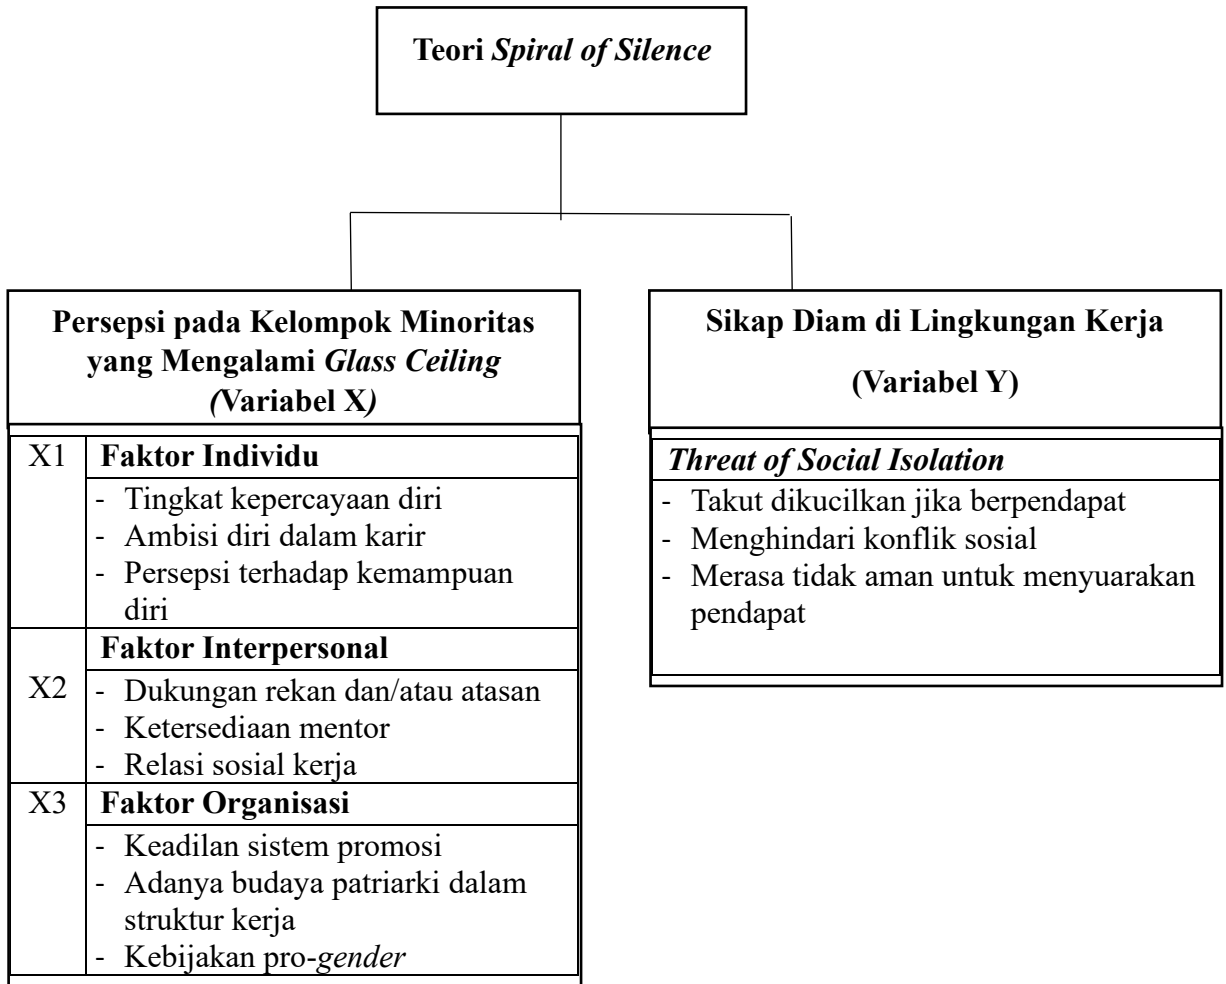 Teori Spiral of Silence
Persepsi pada Kelompok Minoritas
yang Mengalami Glass Ceiling
(Variabel X)
X1
Faktor Individu
- Tingkat kepercayaan diri
- Ambisi diri dalam karir
- Persepsi terhadap kemampuan
diri
X2
Faktor Interpersonal
- Dukungan rekan dan/atau atasan
- Ketersediaan mentor
- Relasi sosial kerja
X3
Faktor Organisasi
- Keadilan sistem promosi
- Adanya budaya patriarki dalam
struktur kerja
- Kebijakan pro-gender
Sikap Diam di Lingkungan Kerja
(Variabel Y)
Threat of Social Isolation
- Takut dikucilkan jika berpendapat
- Menghindari konflik sosial
- Merasa tidak aman untuk menyuarakan
pendapat